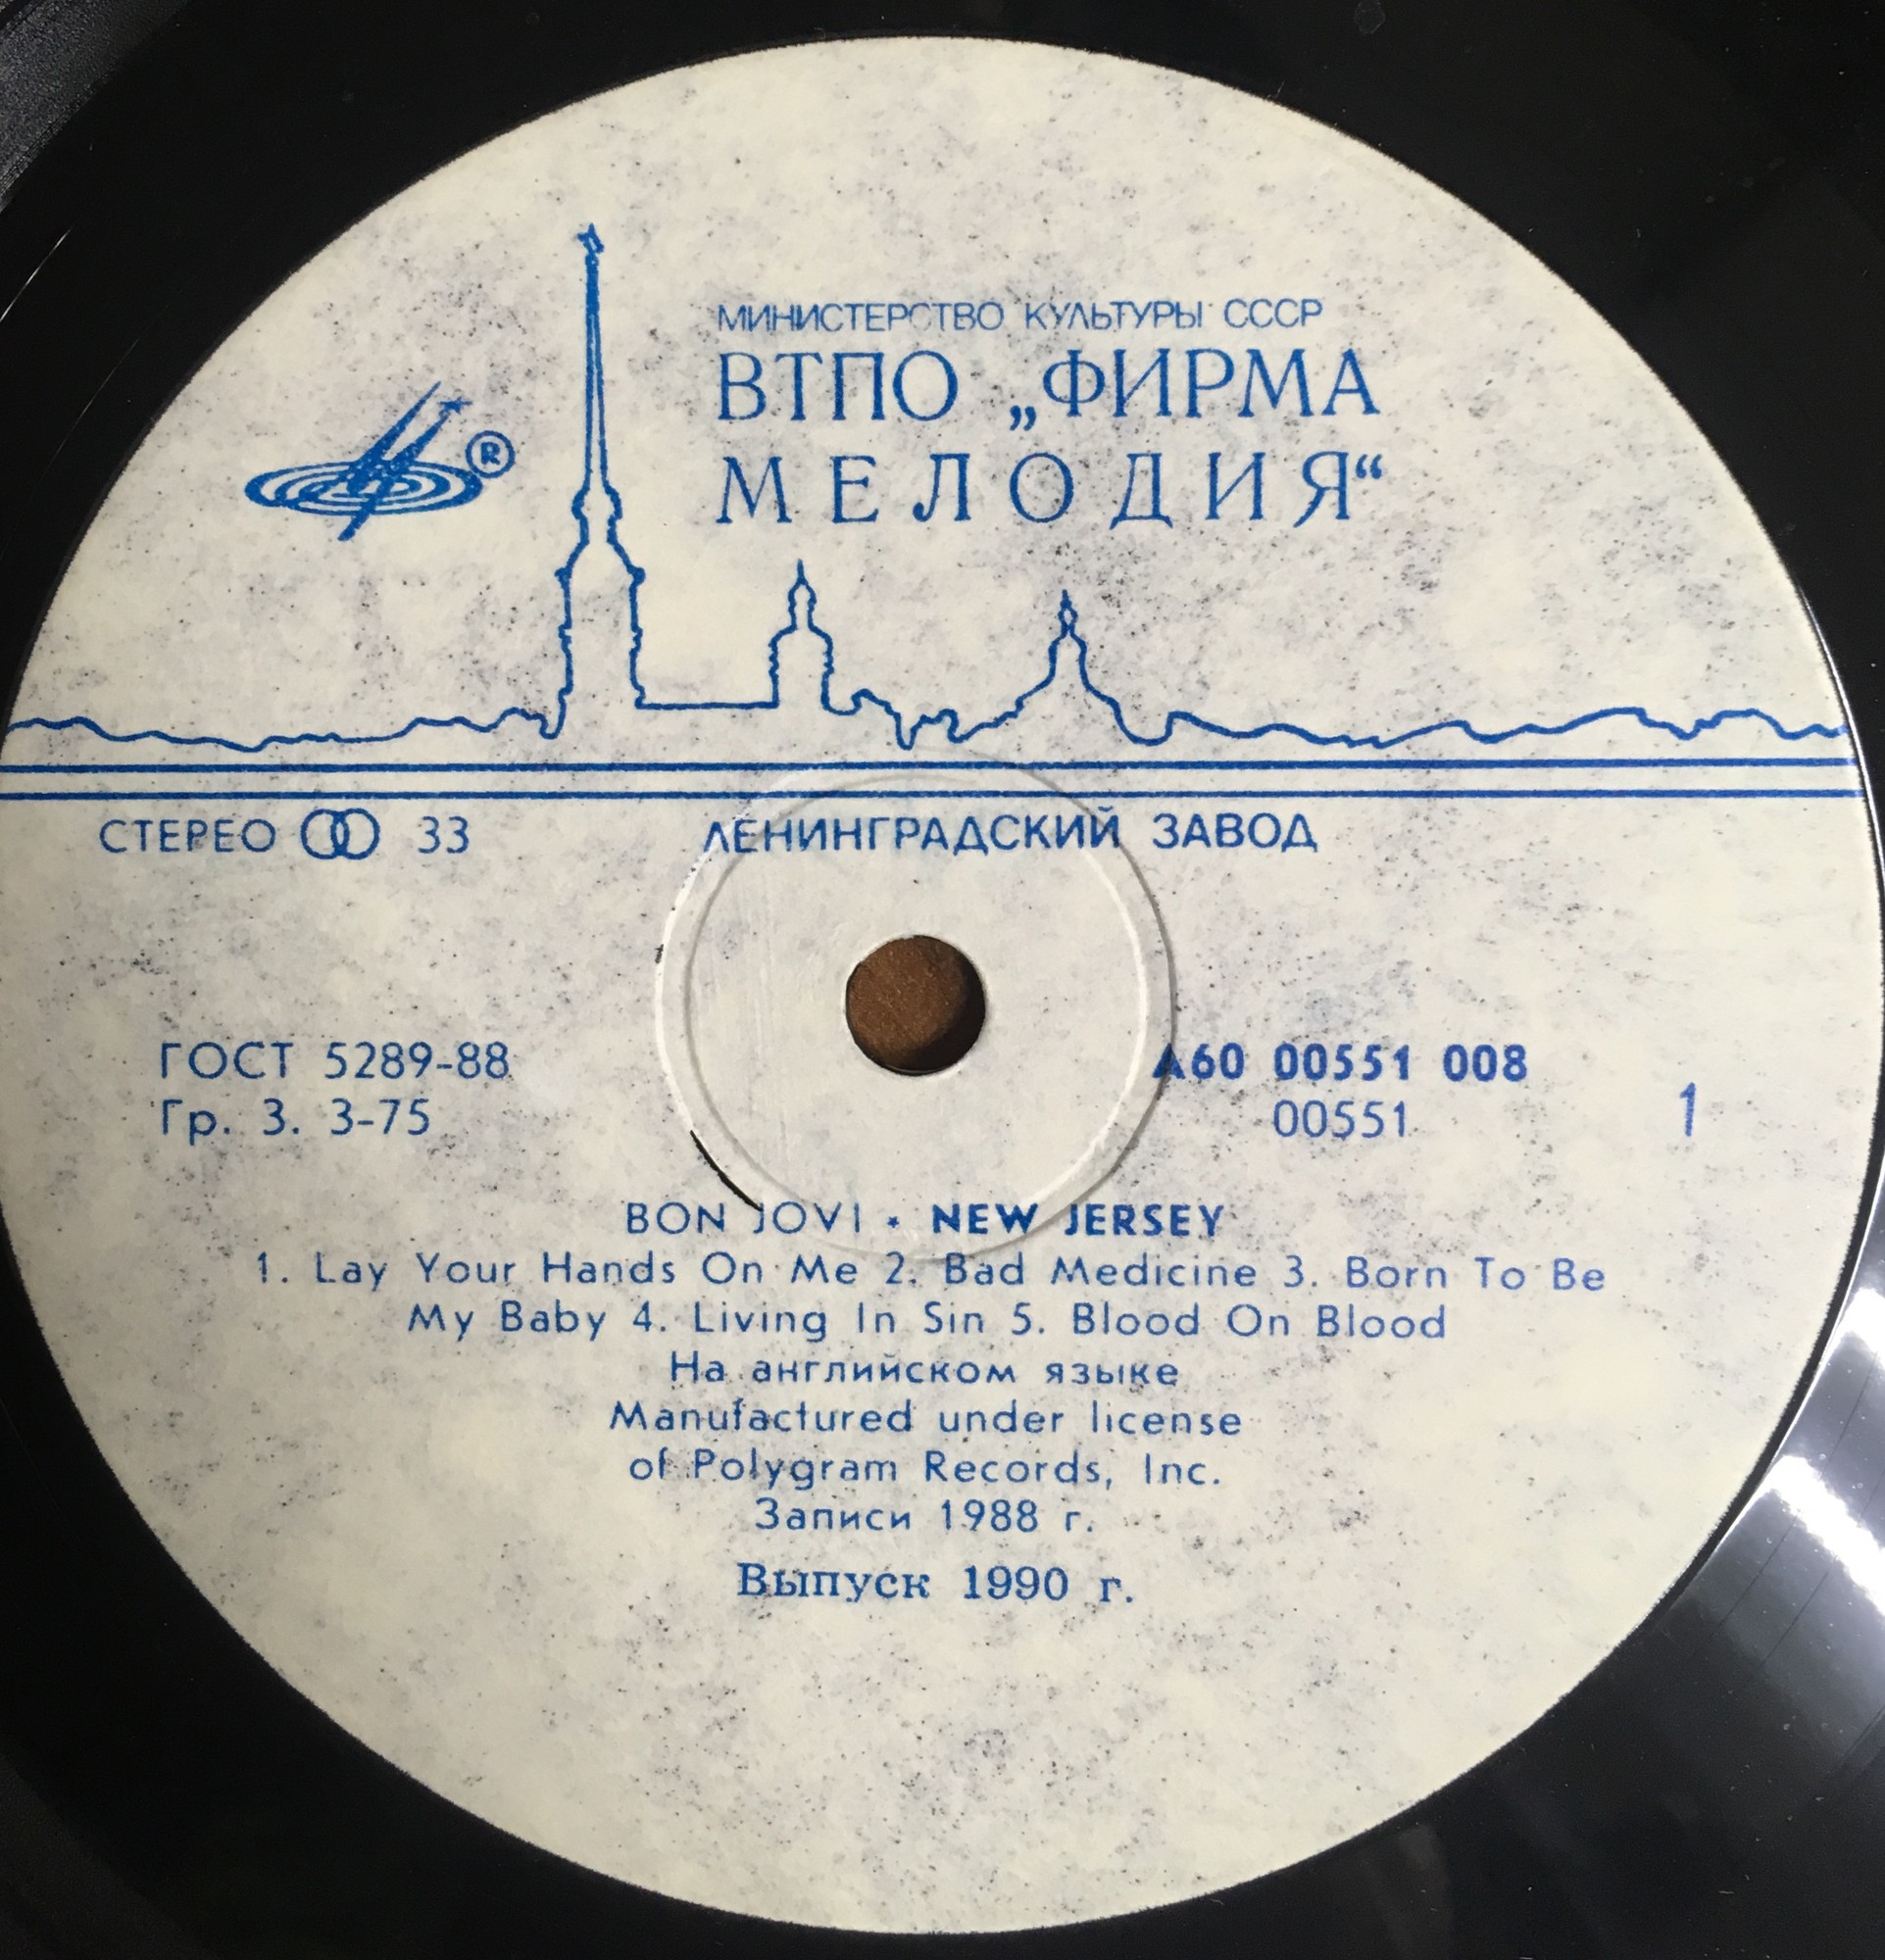 МИНИСТЕРСТВО КУЛЬТУРЫ СССР
ВТПО „ФИРМА
МЕЛОДИЯ“
®
СТЕРЕО 33
ЛЕНИНГРАДСКИЙ ЗАВОД
ГОСТ 5289-88
Гр. 3. 3-75
А60 00551 008
00551
1
BON JOVI • NEW JERSEY
1. Lay Your Hands On Me 2. Bad Medicine 3. Born To Be
My Baby 4. Living In Sin 5. Blood On Blood
На английском языке
Manufactured under license
of Polygram Records, Inc.
Записи 1988 г.
Выпуск 1990 г.